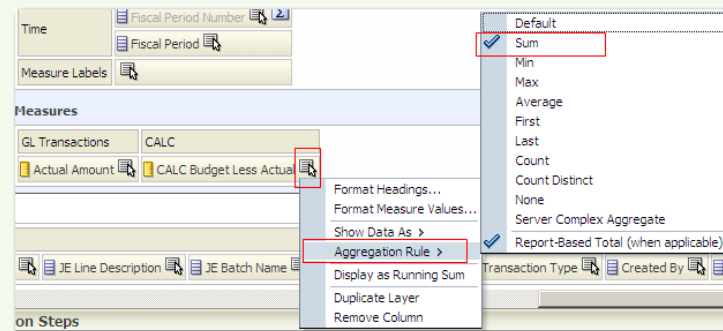 Time
Fiscal Period Number
2
Fiscal Period
Measure Labels
Measures
GL Transactions
CALC
Actual Amount
CALC Budget Less Actual
Format Headings...
Format Measure Values...
Show Data As >
Aggregation Rule >
Display as Running Sum
Duplicate Layer
Remove Column
Default
Sum
Min
Max
Average
First
Last
Count
Count Distinct
None
Server Complex Aggregate
Report-Based Total (when applicable)
JE Line Description
JE Batch Name
Transaction Type
Created By
on Steps